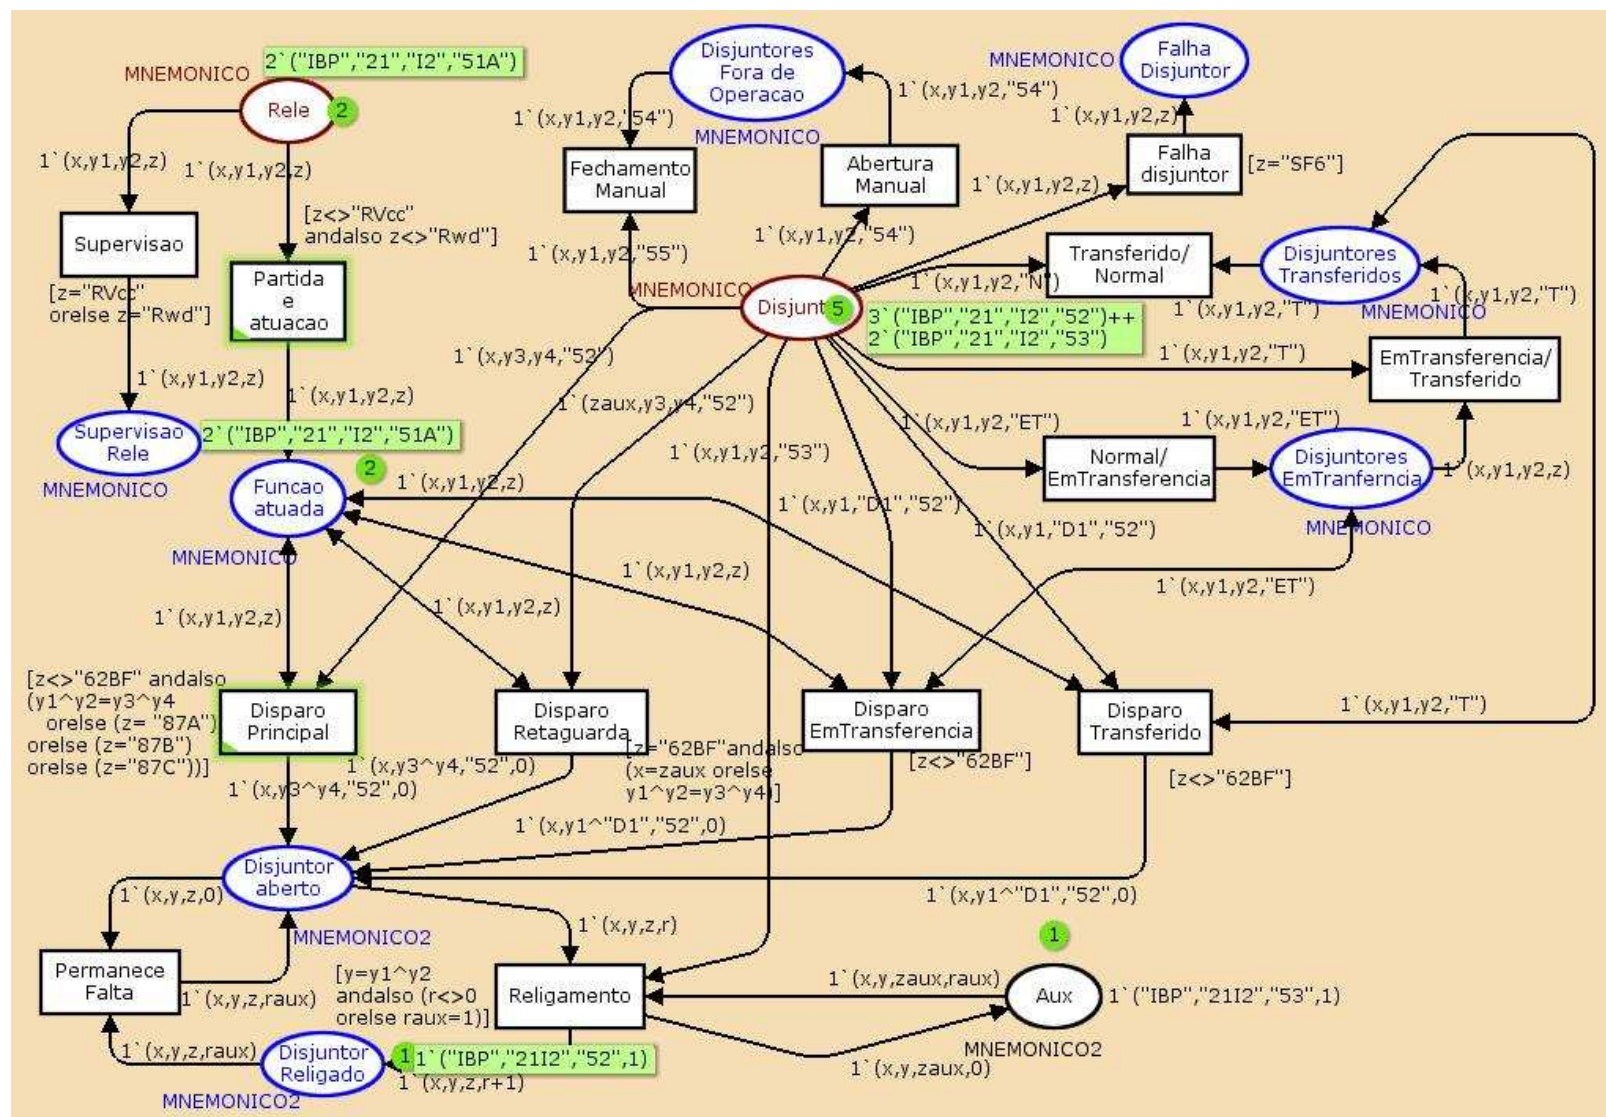 2`("IBP","21","I2","51A")
MNEMONICO
Rele
2
1`(x,y1,y2,z)
1`(x,y1,y2,z)
Supervisao
[z<>"RVcc"
andalso z<>"Rwd"]
Partida
e
atuacao
[z="RVcc"
orelse z="Rwd"]
1`(x,y1,y2,z)
1`(x,y1,y2,z)
Supervisao
Rele
MNEMONICO
2`("IBP","21","I2","51A")
2
Funcao
atuada
MNEMONICO
Disjuntores
Fora de
Operacao
MNEMONICO
1`(x,y1,y2,"54")
1`(x,y1,y2,"54")
Fechamento
Manual
Abertura
Manual
1`(x,y1,y2,"55")
1`(x,y1,y2,"54")
MNEMONICO
Falha
Disjuntor
1`(x,y1,y2,z)
Falha
disjuntor
[z="SF6"]
1`(x,y1,y2,z)
MNEMONICO
Disjunt
5
3`("IBP","21","I2","52")++
2`("IBP","21","I2","53")
1`(x,y1,y2,"N")
Transferido/
Normal
Disjuntores
Transferidos
MNEMONICO
1`(x,y1,y2,"T")
1`(x,y1,y2,"T")
1`(x,y1,y2,"T")
EmTransferencia/
Transferido
1`(x,y3,y4,"52")
1`(zaux,y3,y4,"52")
1`(x,y1,y2,"53")
1`(x,y1,"D1","52")
1`(x,y1,"D1","52")
1`(x,y1,y2,"ET")
1`(x,y1,y2,"ET")
Normal/
EmTransferencia
Disjuntores
EmTranferncia
MNEMONICO
1`(x,y1,y2,z)
1`(x,y1,y2,z)
1`(x,y1,y2,z)
1`(x,y1,y2,z)
1`(x,y1,y2,z)
1`(x,y1,y2,"ET")
1`(x,y1,y2,"T")
[z<>"62BF" andalso
(y1^y2=y3^y4
orelse (z= "87A")
orelse (z="87B")
orelse (z="87C"))]
Disparo
Principal
Disparo
Retaguarda
[z="62BF"andalso
(x=zaux orelse
y1^y2=y3^y4)]
Disparo
EmTransferencia
[z<>"62BF"]
Disparo
Transferido
[z<>"62BF"]
1`(x,y3^y4,"52",0)
1`(x,y3^y4,"52",0)
1`(x,y1^"D1","52",0)
1`(x,y1^"D1","52",0)
Disjuntor
aberto
MNEMONICO2
1`(x,y,z,0)
1`(x,y,z,r)
Permanece
Falta
1`(x,y,z,raux)
[y=y1^y2
andalso (r<>0
orelse raux=1)]
Religamento
1`(x,y,zaux,raux)
1
Aux
1`("IBP","21I2","53",1)
MNEMONICO2
1`(x,y,zaux,0)
1`(x,y,z,raux)
Disjuntor
Religado
MNEMONICO2
1
1`("IBP","21I2","52",1)
1`(x,y,z,r+1)